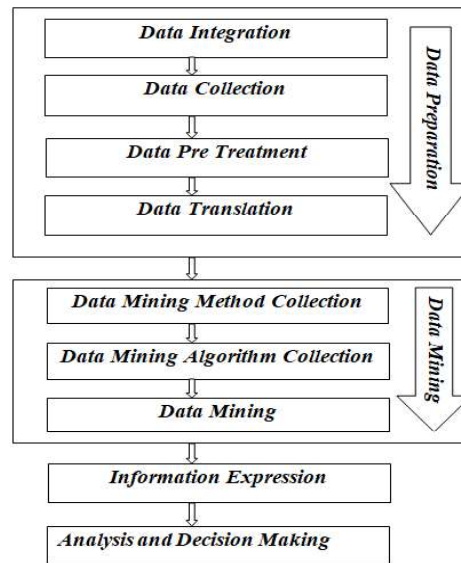 Data Integration
Data Collection
Data Pre Treatment
Data Translation
Data Preparation
Data Mining Method Collection
Data Mining Algorithm Collection
Data Mining
Data Mining
Information Expression
Analysis and Decision Making